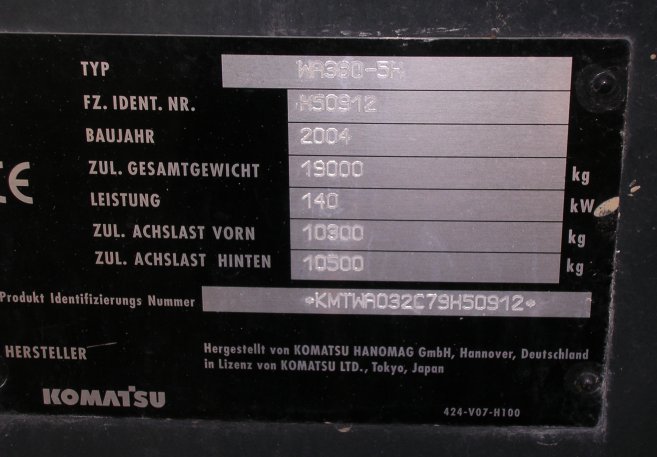 TYP WA380-5H
FZ. IDENT. NR. H50912
BAUJAHR 2004
ZUL. GESAMTGEWICHT 19000 kg
LEISTUNG 140 kW
ZUL. ACHSLAST VORN 10300 kg
ZUL. ACHSLAST HINTEN 10500 kg
Produkt Identifizierungs Nummer *KMTWA032C79H50912*
CE
HERSTELLER Hergestellt von KOMATSU HANOMAG GmbH, Hannover, Deutschland
in Lizenz von KOMATSU LTD., Tokyo, Japan
KOMATSU
424-V07-H100